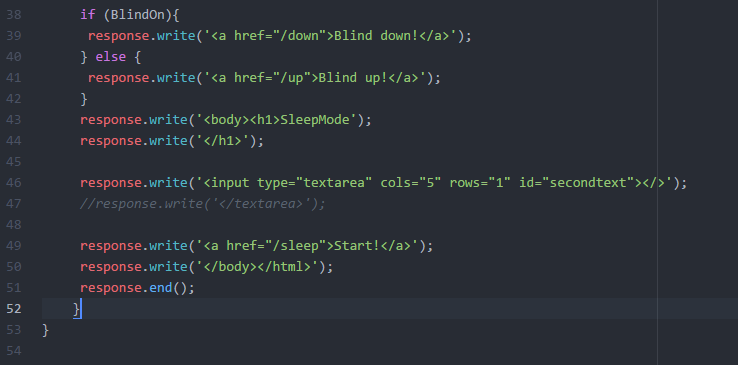 38 if (BlindOn){
39 response.write('<a href="/down">Blind down!</a>');
40 } else {
41 response.write('<a href="/up">Blind up!</a>');
42 }
43 response.write('<body><h1>SleepMode');
44 response.write('</h1>');
45
46 response.write('<input type="textarea" cols="5" rows="1" id="secondtext"></>');
47 //response.write('</textarea>');
48
49 response.write('<a href="/sleep">Start!</a>');
50 response.write('</body></html>');
51 response.end();
52 }
53 }
54